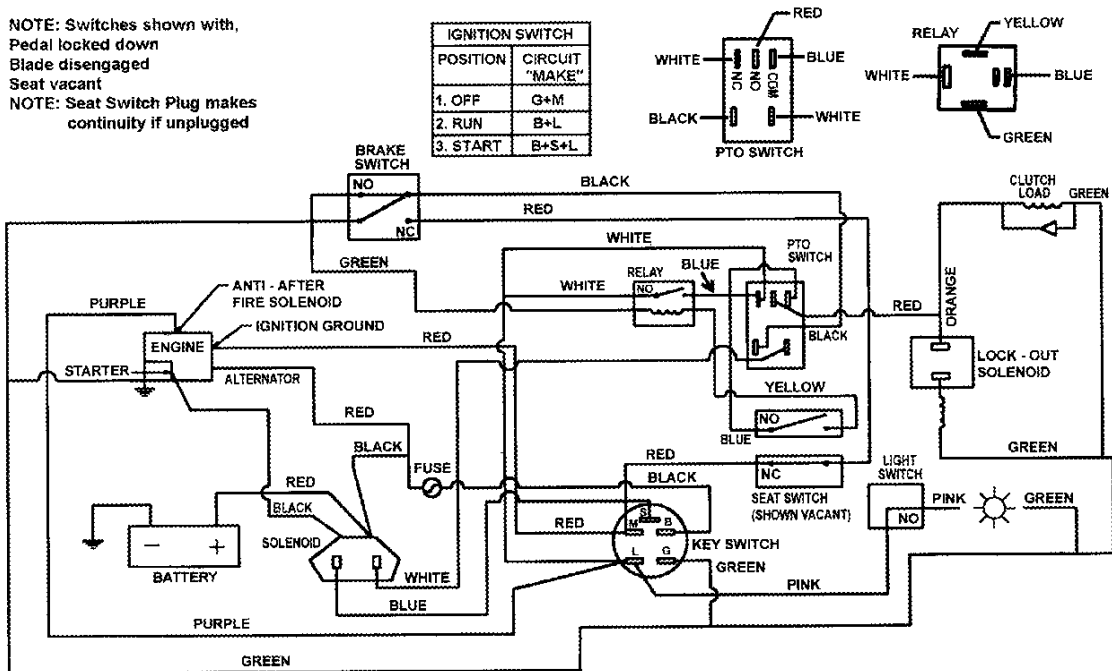 NOTE: Switches shown with,
Pedal locked down
Blade disengaged
Seat vacant
NOTE: Seat Switch Plug makes
continuity if unplugged
IGNITION SWITCH
POSITION CIRCUIT "MAKE"
1. OFF G+M
2. RUN B+L
3. START B+S+L
RED
WHITE
BLUE
NC
NO
COM
BLACK
WHITE
PTO SWITCH
YELLOW
RELAY
WHITE
BLUE
GREEN
BRAKE
SWITCH
NO
NC
BLACK
RED
CLUTCH
LOAD
GREEN
WHITE
GREEN
RELAY
NO
BLUE
PTO
SWITCH
WHITE
PURPLE
ANTI - AFTER
FIRE SOLENOID
IGNITION GROUND
ENGINE
RED
BLACK
RED
ORANGE
STARTER
ALTERNATOR
LOCK - OUT
SOLENOID
YELLOW
NO
BLUE
RED
BLACK
FUSE
RED
BLACK
NC
SEAT SWITCH
(SHOWN VACANT)
GREEN
LIGHT
SWITCH
NO
PINK
GREEN
RED
BLACK
SOLENOID
BATTERY
- +
WHITE
BLUE
RED
S
M
B
L
G
KEY SWITCH
GREEN
PINK
PURPLE
GREEN